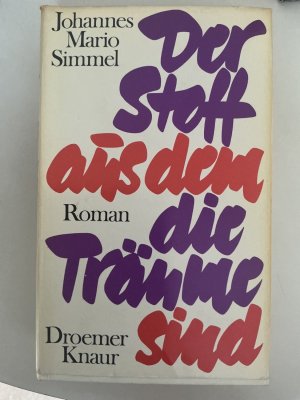 Johannes
Mario
Simmel
Der
Stoff
aus dem
Roman
die
Träume
sind
Droemer
Knaur